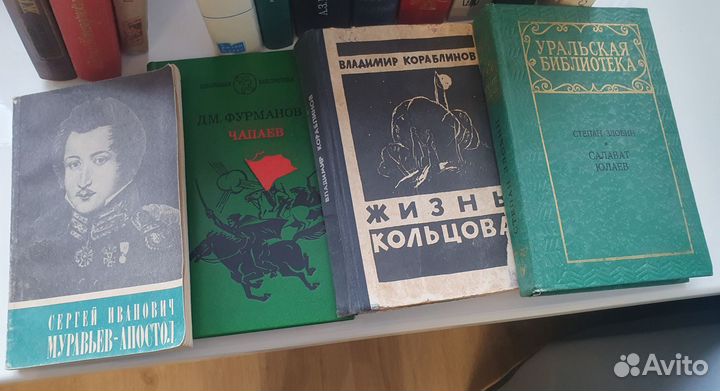 СЕРГЕЙ ИВАНОВИЧ
МУРАВЬЕВ-АПОСТОЛ
ДМ. ФУРМАНОВ
ЧАПАЕВ
ВЛАДИМИР КОРАБЛИНОВ
ВЛАДИМИР КОРАБЛИНОВ
ЖИЗНЬ
КОЛЬЦОВА
УРАЛЬСКАЯ
БИБЛИОТЕКА
СТЕПАН ЗЛОБИН
САЛАВАТ
ЮЛАЕВ
Avito